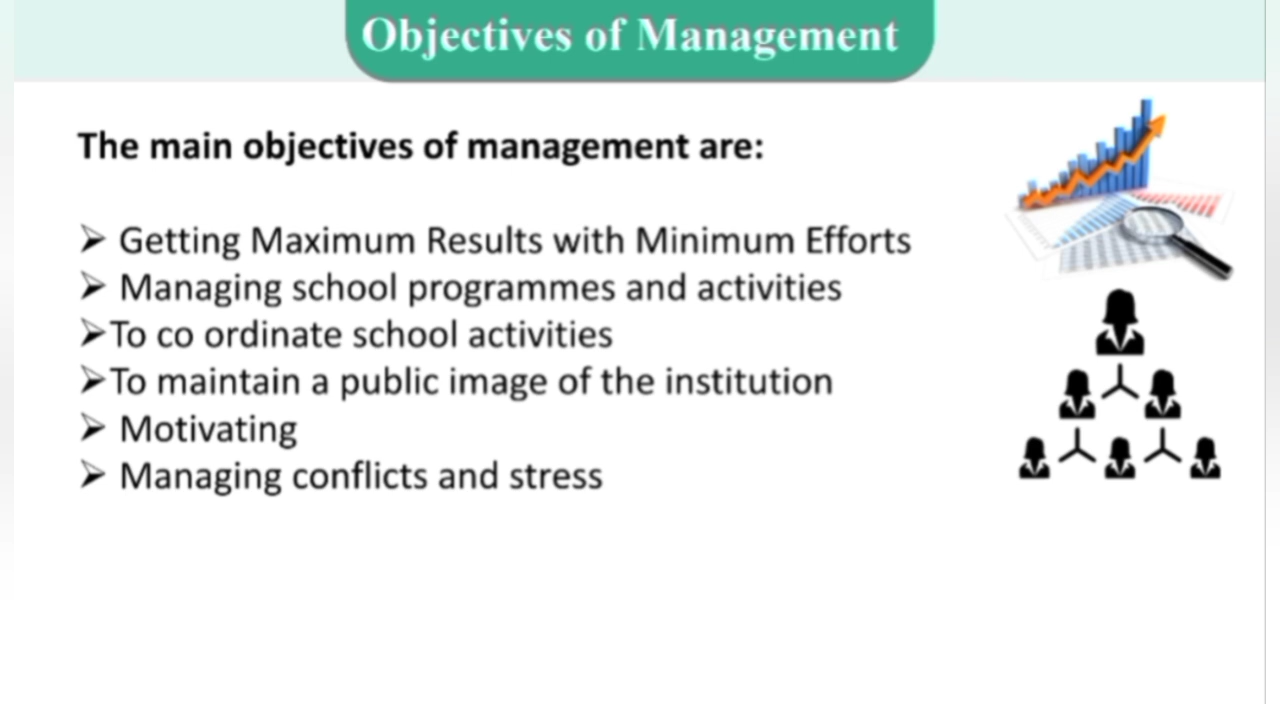 Objectives of Management
The main objectives of management are:
➢ Getting Maximum Results with Minimum Efforts
➢ Managing school programmes and activities
➢To co ordinate school activities
➢To maintain a public image of the institution
➢ Motivating
➢ Managing conflicts and stress